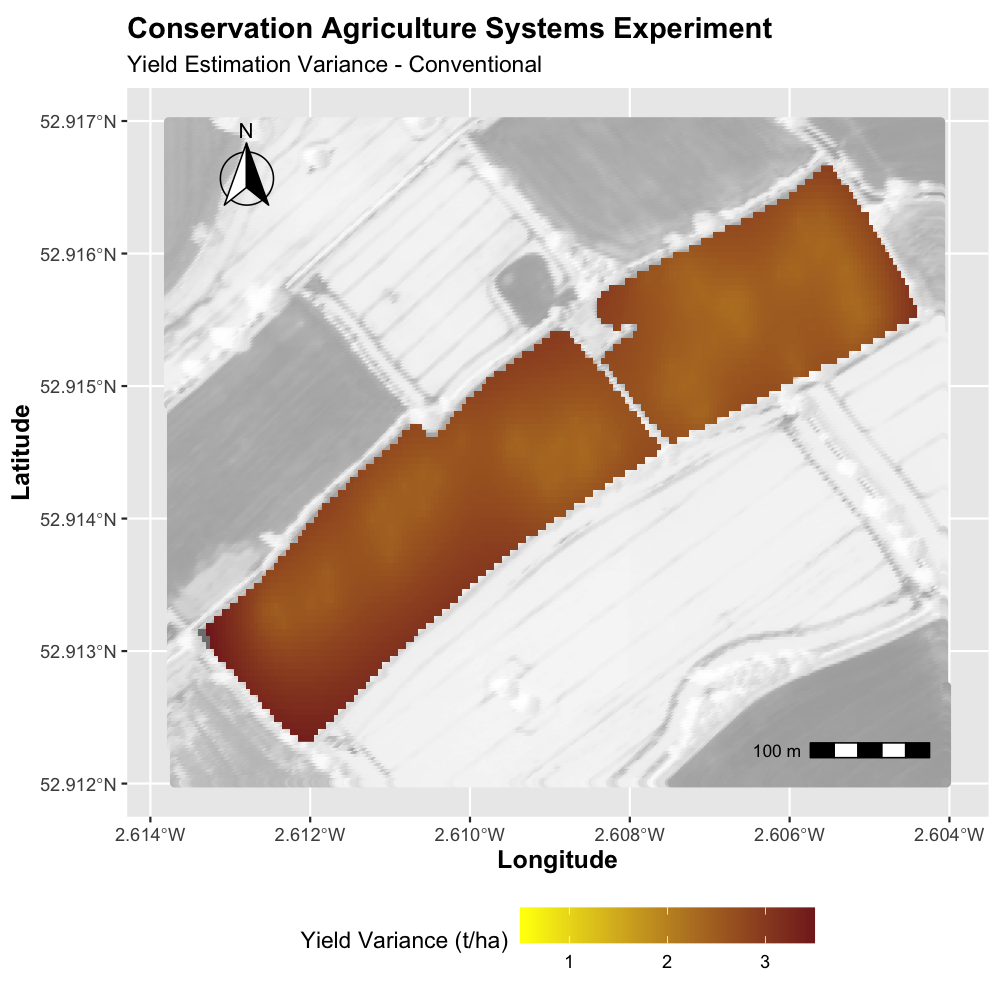 Conservation Agriculture Systems Experiment
Yield Estimation Variance - Conventional
N
52.917°N
52.916°N
52.915°N
52.914°N
52.913°N
52.912°N
Latitude
100 m
2.614°W 2.612°W 2.610°W 2.608°W 2.606°W 2.604°W
Longitude
Yield Variance (t/ha)
1 2 3